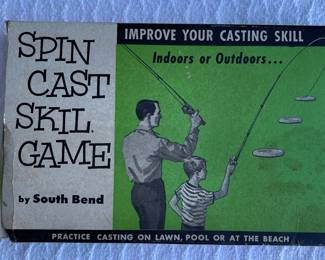 SPIN
CAST
SKIL
GAME
by South Bend
IMPROVE YOUR CASTING SKILL
Indoors or Outdoors...
PRACTICE CASTING ON LAWN, POOL OR AT THE BEACH